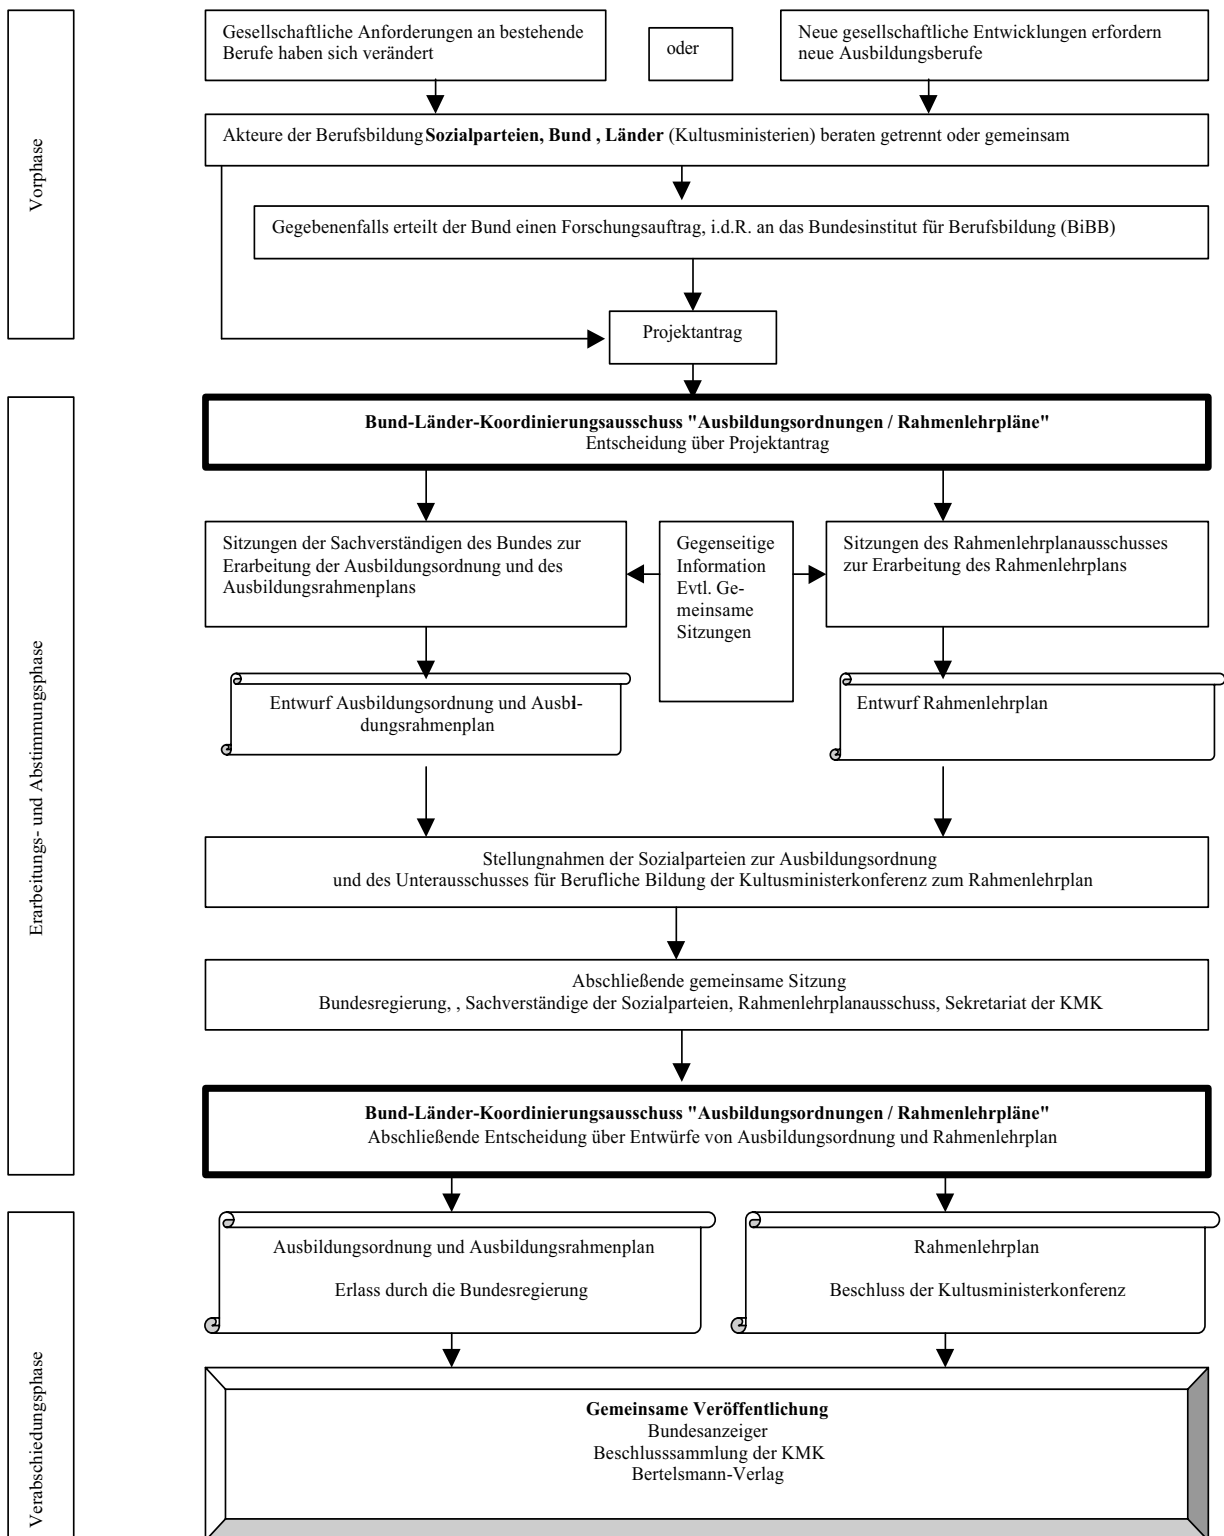 Vorphase
Gesellschaftliche Anforderungen an bestehende
Berufe haben sich verändert
oder
Neue gesellschaftliche Entwicklungen erfordern
neue Ausbildungsberufe
Akteure der Berufsbildung Sozialparteien, Bund , Länder (Kultusministerien) beraten getrennt oder gemeinsam
Gegebenenfalls erteilt der Bund einen Forschungsauftrag, i.d.R. an das Bundesinstitut für Berufsbildung (BiBB)
Projektantrag
Erarbeitungs- und Abstimmungsphase
Bund-Länder-Koordinierungsausschuss "Ausbildungsordnungen / Rahmenlehrpläne"
Entscheidung über Projektantrag
Sitzungen der Sachverständigen des Bundes zur
Erarbeitung der Ausbildungsordnung und des
Ausbildungsrahmenplans
Gegenseitige
Information
Evtl. Ge-
meinsame
Sitzungen
Sitzungen des Rahmenlehrplanausschusses
zur Erarbeitung des Rahmenlehrplans
Entwurf Ausbildungsordnung und Ausbi-
dungsrahmenplan
Entwurf Rahmenlehrplan
Stellungnahmen der Sozialparteien zur Ausbildungsordnung
und des Unterausschusses für Berufliche Bildung der Kultusministerkonferenz zum Rahmenlehrplan
Abschließende gemeinsame Sitzung
Bundesregierung, , Sachverständige der Sozialparteien, Rahmenlehrplanausschuss, Sekretariat der KMK
Bund-Länder-Koordinierungsausschuss "Ausbildungsordnungen / Rahmenlehrpläne"
Abschließende Entscheidung über Entwürfe von Ausbildungsordnung und Rahmenlehrplan
Verabschiedungsphase
Ausbildungsordnung und Ausbildungsrahmenplan
Erlass durch die Bundesregierung
Rahmenlehrplan
Beschluss der Kultusministerkonferenz
Gemeinsame Veröffentlichung
Bundesanzeiger
Beschlusssammlung der KMK
Bertelsmann-Verlag